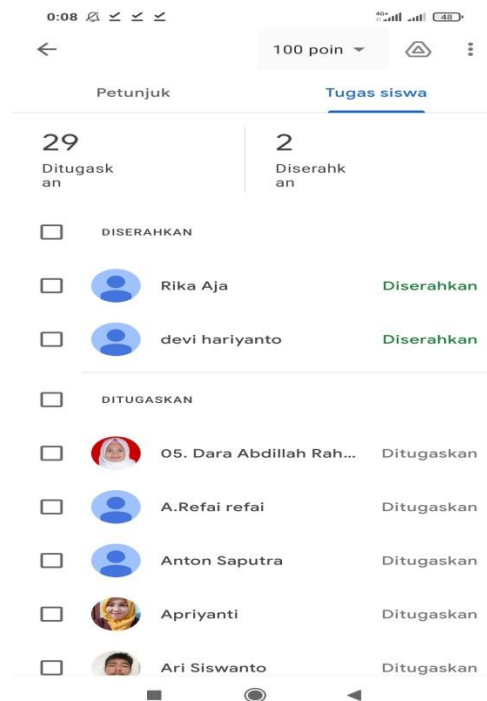 0:08
4G+ 48
100 poin
Petunjuk Tugas siswa
29 2
Ditugask Diserahk
an an
DISERAHKAN
Rika Aja Diserahkan
devi hariyanto Diserahkan
DITUGASKAN
05. Dara Abdillah Rah... Ditugaskan
A.Refai refai Ditugaskan
Anton Saputra Ditugaskan
Apriyanti Ditugaskan
Ari Siswanto Ditugaskan